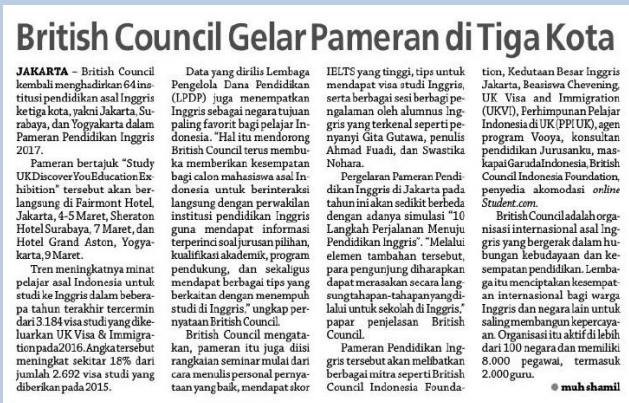 British Council Gelar Pameran di Tiga Kota
JAKARTA – British Council
kembali menghadirkan 64 ins-
titusi pendidikan asal Inggris
ke tiga kota, yakni Jakarta, Su-
rabaya, dan Yogyakarta dalam
Pameran Pendidikan Inggris
2017.
Pameran bertajuk “Study
UK Discover You Education Ex-
hibition” tersebut akan ber-
langsung di Fairmont Hotel,
Jakarta, 4-5 Maret, Sheraton
Hotel Surabaya, 7 Maret, dan
Hotel Grand Aston, Yogya-
karta, 9 Maret.
Tren meningkatnya minat
pelajar asal Indonesia untuk
studi ke Inggris dalam bebera-
pa tahun terakhir tercermin
dari 3.184 visa studi yang dike-
luarkan UK Visa & Immigra-
tion pada 2016. Angka tersebut
meningkat sekitar 18% dari
jumlah 2.692 visa studi yang
diberikan pada 2015.
Data yang dirilis Lembaga
Pengelola Dana Pendidikan
(LPDP) juga menempatkan
Inggris sebagai negara tujuan
paling favorit bagi pelajar In-
donesia. “Hal itu mendorong
British Council terus membu-
ka memberikan kesempatan
bagi calon mahasiswa asal In-
donesia untuk berinteraksi
langsung dengan perwakilan
institusi pendidikan Inggris
guna mendapat informasi
terperinci soal jurusan pilihan,
kualifikasi akademik, program
pendukung, dan sekaligus
mendapat berbagai tips yang
berkaitan dengan menempuh
studi di Inggris,” ungkap per-
nyataan British Council.
British Council mengata-
kan, pameran itu juga diisi
rangkaian seminar mulai dari
cara menulis personal pernya-
taan yang baik, mendapat skor
IELTS yang tinggi, tips untuk
mendapat visa studi Inggris,
serta berbagai sesi berbagi pe-
ngalaman oleh alumnus Ing-
gris yang terkenal seperti pe-
nyanyi Gita Gutawa, penulis
Ahmad Fuadi, dan Swastika
Nohara.
Pergelaran Pameran Pendi-
dikan Inggris di Jakarta pada
tahun ini akan sedikit berbeda
dengan adanya simulasi “10
Langkah Perjalanan Menuju
Pendidikan Inggris”. “Melalui
elemen tambahan tersebut,
para pengunjung diharapkan
dapat merasakan secara lang-
sung tahapan-tahapan yang di-
lalui untuk sekolah di Inggris,”
papar penjelasan British
Council.
Pameran Pendidikan Ing-
gris tersebut akan melibatkan
berbagai mitra seperti British
Council Indonesia Founda-
tion, Kedutaan Besar Inggris
Jakarta, Beasiswa Chevening,
UK Visa and Immigration
(UKVI), Perhimpunan Pelajar
Indonesia di UK (PPI UK), agen
program Vooya, konsultan
pendidikan Jurusanku, mas-
kapai Garuda Indonesia, British
Council Indonesia Foundation,
penyedia akomodasi online
Student.com.
British Council adalah orga-
nisasi internasional asal Ing-
gris yang bergerak dalam hu-
bungan kebudayaan dan ke-
sempatan pendidikan. Lemba-
ga itu menciptakan kesempat-
an internasional bagi warga
Inggris dan negara lain untuk
saling membangun kepercaya-
an. Organisasi itu aktif di lebih
dari 100 negara dan memiliki
8.000 pegawai, termasuk
2.000 guru.
● muh shamil